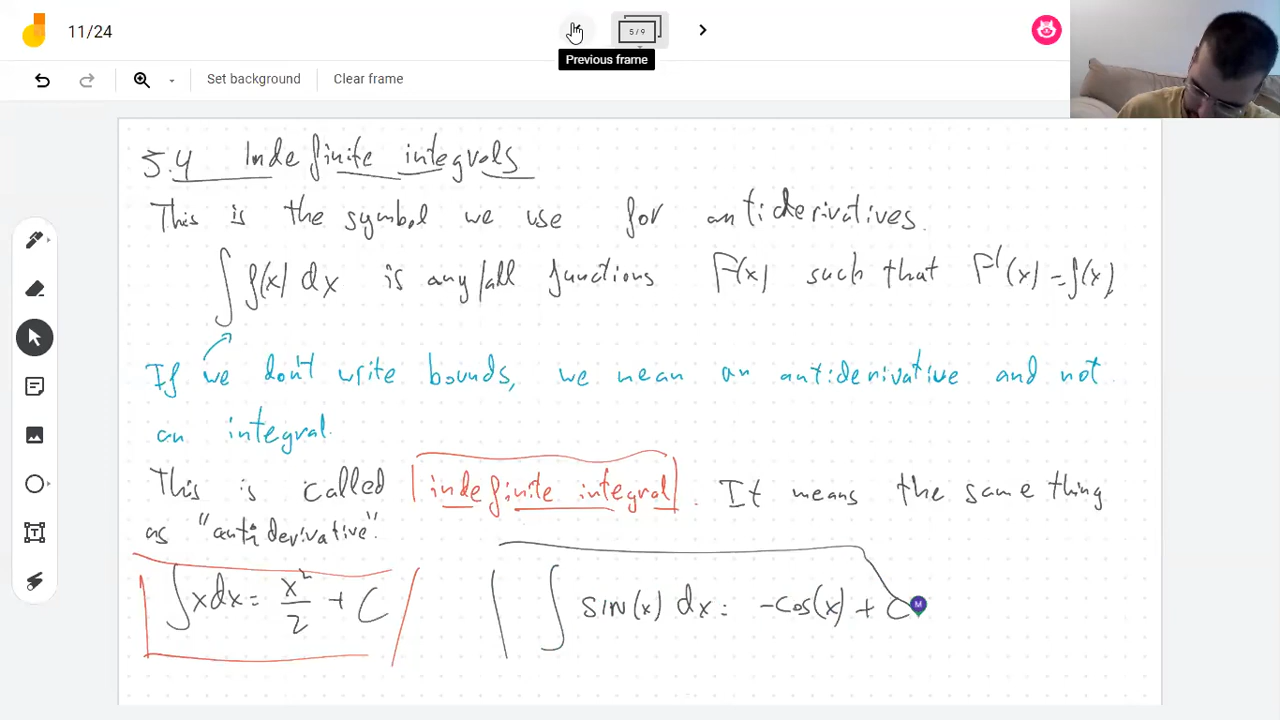 11/24
5/9
Previous frame
Set background
Clear frame
5.4 Indefinite integrals
This is the symbol we use for antiderivatives.
∫ f(x) dx is any/all functions F(x) such that F'(x) = f(x).
If we don't write bounds, we mean an antiderivative and not
an integral.
This is called indefinite integral. It means the same thing
as "antiderivative".
∫xdx = x²/2 + C
∫ sin(x) dx = -cos(x) + C
M